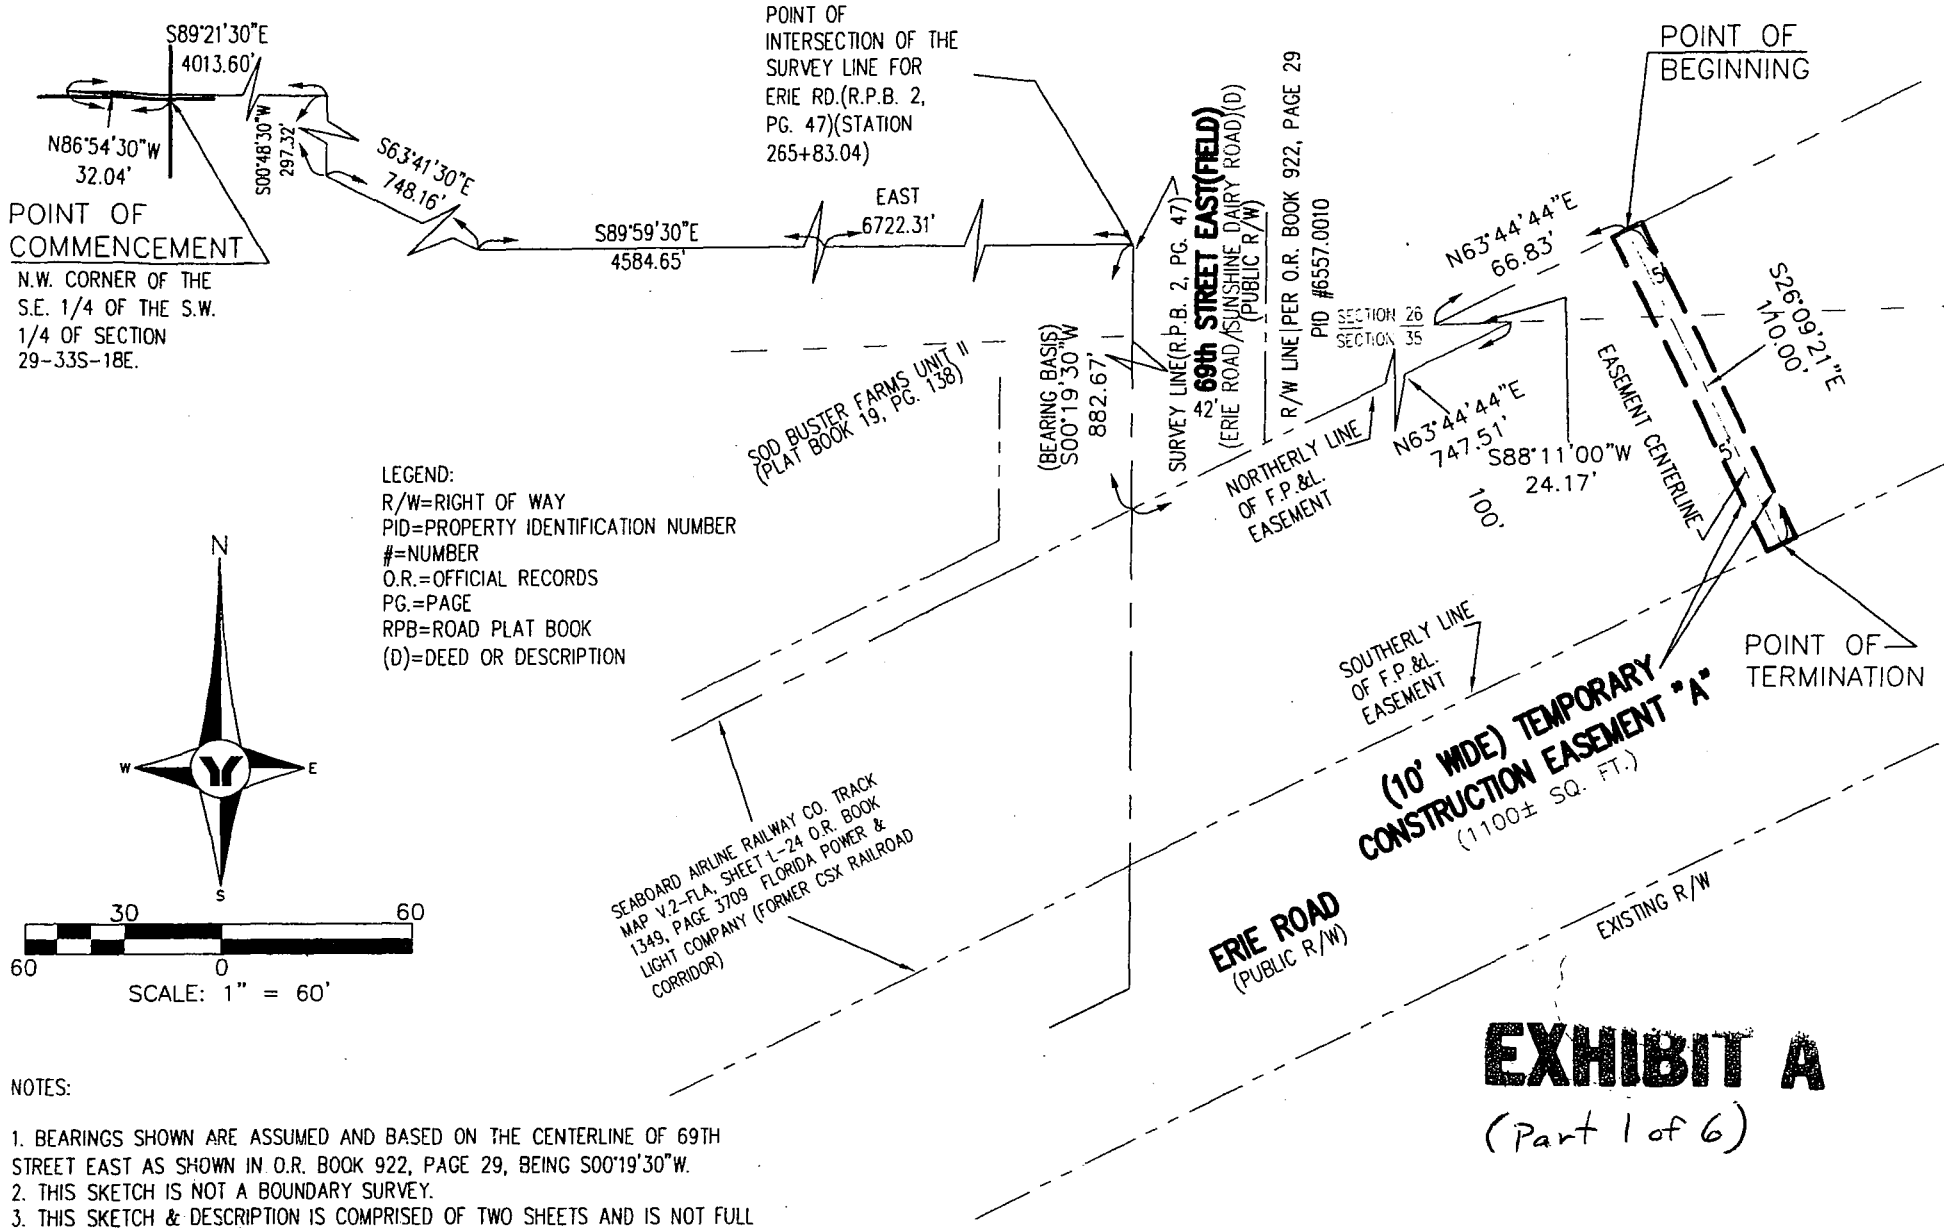 S89°21'30"E
4013.60'
N86°54'30"W
32.04'
POINT OF
COMMENCEMENT
N.W. CORNER OF THE
S.E. 1/4 OF THE S.W.
1/4 OF SECTION
29-33S-18E.
S00°48'30"W
297.32'
S63°41'30"E
748.16'
S89°59'30"E
4584.65'
EAST
6722.31'
POINT OF
INTERSECTION OF THE
SURVEY LINE FOR
ERIE RD.(R.P.B. 2,
PG. 47)(STATION
265+83.04)
(BEARING BASIS)
S00°19'30"W
882.67'
SURVEY LINE(R.P.B. 2, PG. 47)
42'
69th STREET EAST(FIELD)
(ERIE ROAD/SUNSHINE DAIRY ROAD)(D)
(PUBLIC R/W)
R/W LINE PER O.R. BOOK 922, PAGE 29
PID #6557.0010
SECTION 26
SECTION 35
POINT OF
BEGINNING
N63°44'44"E
66.83'
S26°09'21"E
110.00'
5'
5'
EASEMENT CENTERLINE
N63°44'44"E
747.51'
S88°11'00"W
24.17'
100'
NORTHERLY LINE
OF F.P.&L.
EASEMENT
SOD BUSTER FARMS UNIT II
(PLAT BOOK 19, PG. 138)
LEGEND:
R/W=RIGHT OF WAY
PID=PROPERTY IDENTIFICATION NUMBER
#=NUMBER
O.R.=OFFICIAL RECORDS
PG.=PAGE
RPB=ROAD PLAT BOOK
(D)=DEED OR DESCRIPTION
N
W
E
S
30
60
60
0
SCALE: 1" = 60'
SOUTHERLY LINE
OF F.P.&L.
EASEMENT
POINT OF
TERMINATION
(10' WIDE) TEMPORARY
CONSTRUCTION EASEMENT "A"
(1100± SQ. FT.)
SEABOARD AIRLINE RAILWAY CO. TRACK
MAP V.2-FLA, SHEET L-24 O.R. BOOK
1349, PAGE 3709 FLORIDA POWER &
LIGHT COMPANY (FORMER CSX RAILROAD
CORRIDOR)
ERIE ROAD
(PUBLIC R/W)
EXISTING R/W
EXHIBIT A
(Part 1 of 6)
NOTES:
1. BEARINGS SHOWN ARE ASSUMED AND BASED ON THE CENTERLINE OF 69TH
STREET EAST AS SHOWN IN O.R. BOOK 922, PAGE 29, BEING S00°19'30"W.
2. THIS SKETCH IS NOT A BOUNDARY SURVEY.
3. THIS SKETCH & DESCRIPTION IS COMPRISED OF TWO SHEETS AND IS NOT FULL